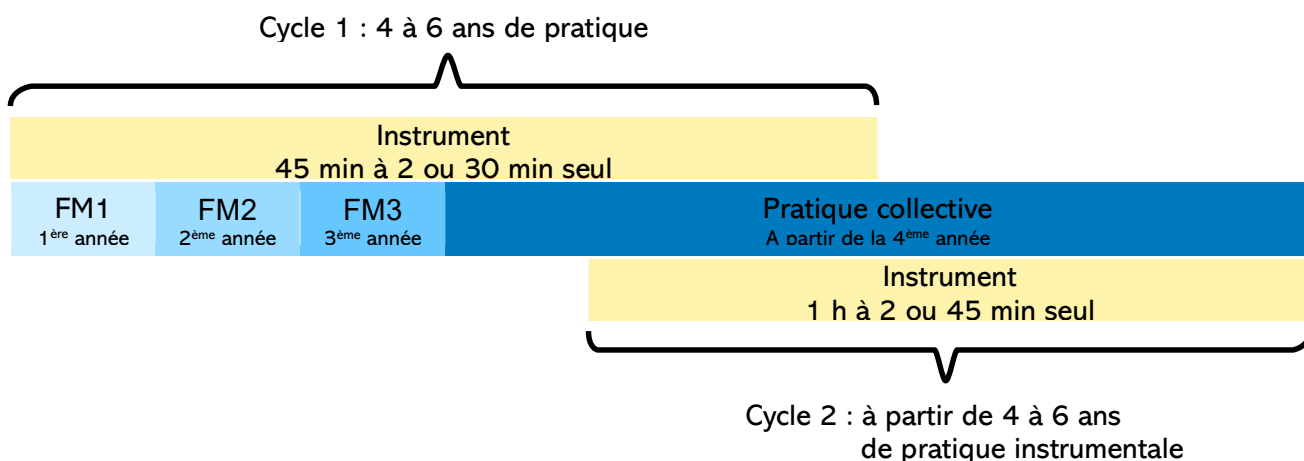 Cycle 1 : 4 à 6 ans de pratique
Instrument
45 min à 2 ou 30 min seul
FM1
1ère année
FM2
2ème année
FM3
3ème année
Pratique collective
A partir de la 4ème année
Instrument
1 h à 2 ou 45 min seul
Cycle 2 : à partir de 4 à 6 ans
de pratique instrumentale